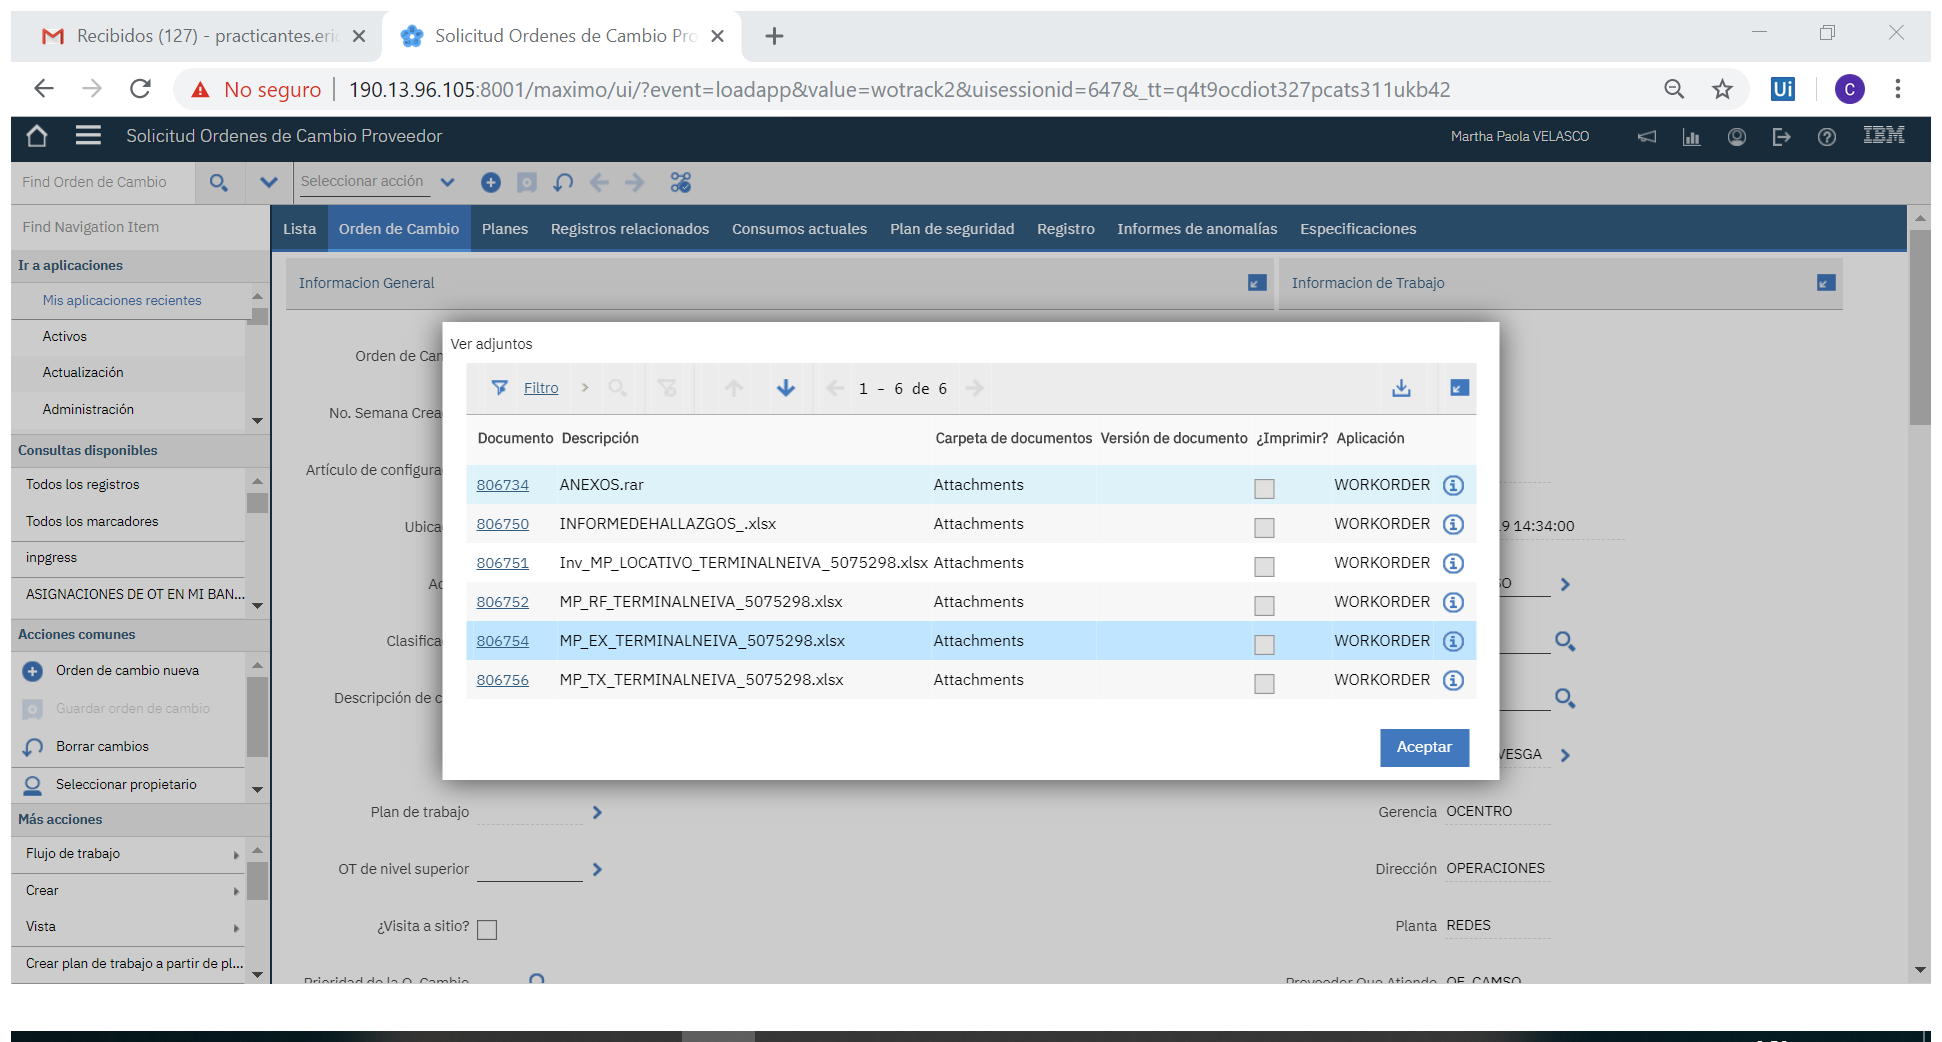 Recibidos (127) - practicantes.eri
Solicitud Ordenes de Cambio Pro
No seguro
190.13.96.105:8001/maximo/ui/?event=loadapp&value=wotrack2&uisessionid=647&_tt=q4t9ocdiot327pcats311ukb42
Ui
C
Solicitud Ordenes de Cambio Proveedor
Martha Paola VELASCO
IBM
Find Orden de Cambio
Seleccionar acción
Find Navigation Item
Lista Orden de Cambio Planes Registros relacionados Consumos actuales Plan de seguridad Registro Informes de anomalías Especificaciones
Ir a aplicaciones
Mis aplicaciones recientes
Activos
Actualización
Administración
Consultas disponibles
Todos los registros
Todos los marcadores
inpgress
ASIGNACIONES DE OT EN MI BAN...
Acciones comunes
Orden de cambio nueva
Guardar orden de cambio
Borrar cambios
Seleccionar propietario
Más acciones
Flujo de trabajo
Crear
Vista
Crear plan de trabajo a partir de pl...
Informacion General
Informacion de Trabajo
Orden de Cam
No. Semana Crea
Artículo de configura
Ubica
Clasifica
Descripción de c
Ver adjuntos
Filtro
1 - 6 de 6
Documento Descripción Carpeta de documentos Versión de documento ¿Imprimir? Aplicación
806734 ANEXOS.rar Attachments WORKORDER
806750 INFORMEDEHALLAZGOS_.xlsx Attachments WORKORDER
806751 Inv_MP_LOCATIVO_TERMINALNEIVA_5075298.xlsx Attachments WORKORDER
806752 MP_RF_TERMINALNEIVA_5075298.xlsx Attachments WORKORDER
806754 MP_EX_TERMINALNEIVA_5075298.xlsx Attachments WORKORDER
806756 MP_TX_TERMINALNEIVA_5075298.xlsx Attachments WORKORDER
Aceptar
9 14:34:00
VESGA
Plan de trabajo
OT de nivel superior
¿Visita a sitio?
Prioridad de la O. Cambio
Gerencia OCENTRO
Dirección OPERACIONES
Planta REDES
Proveedor Que Atiende OF_CAMSO